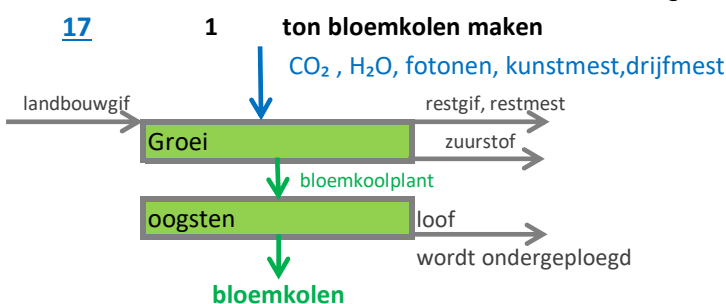 17 1 ton bloemkolen maken
CO₂ , H₂O, fotonen, kunstmest,drijfmest
landbouwgif restgif, restmest
Groei zuurstof
bloemkoolplant
oogsten loof
wordt ondergeploegd
bloemkolen